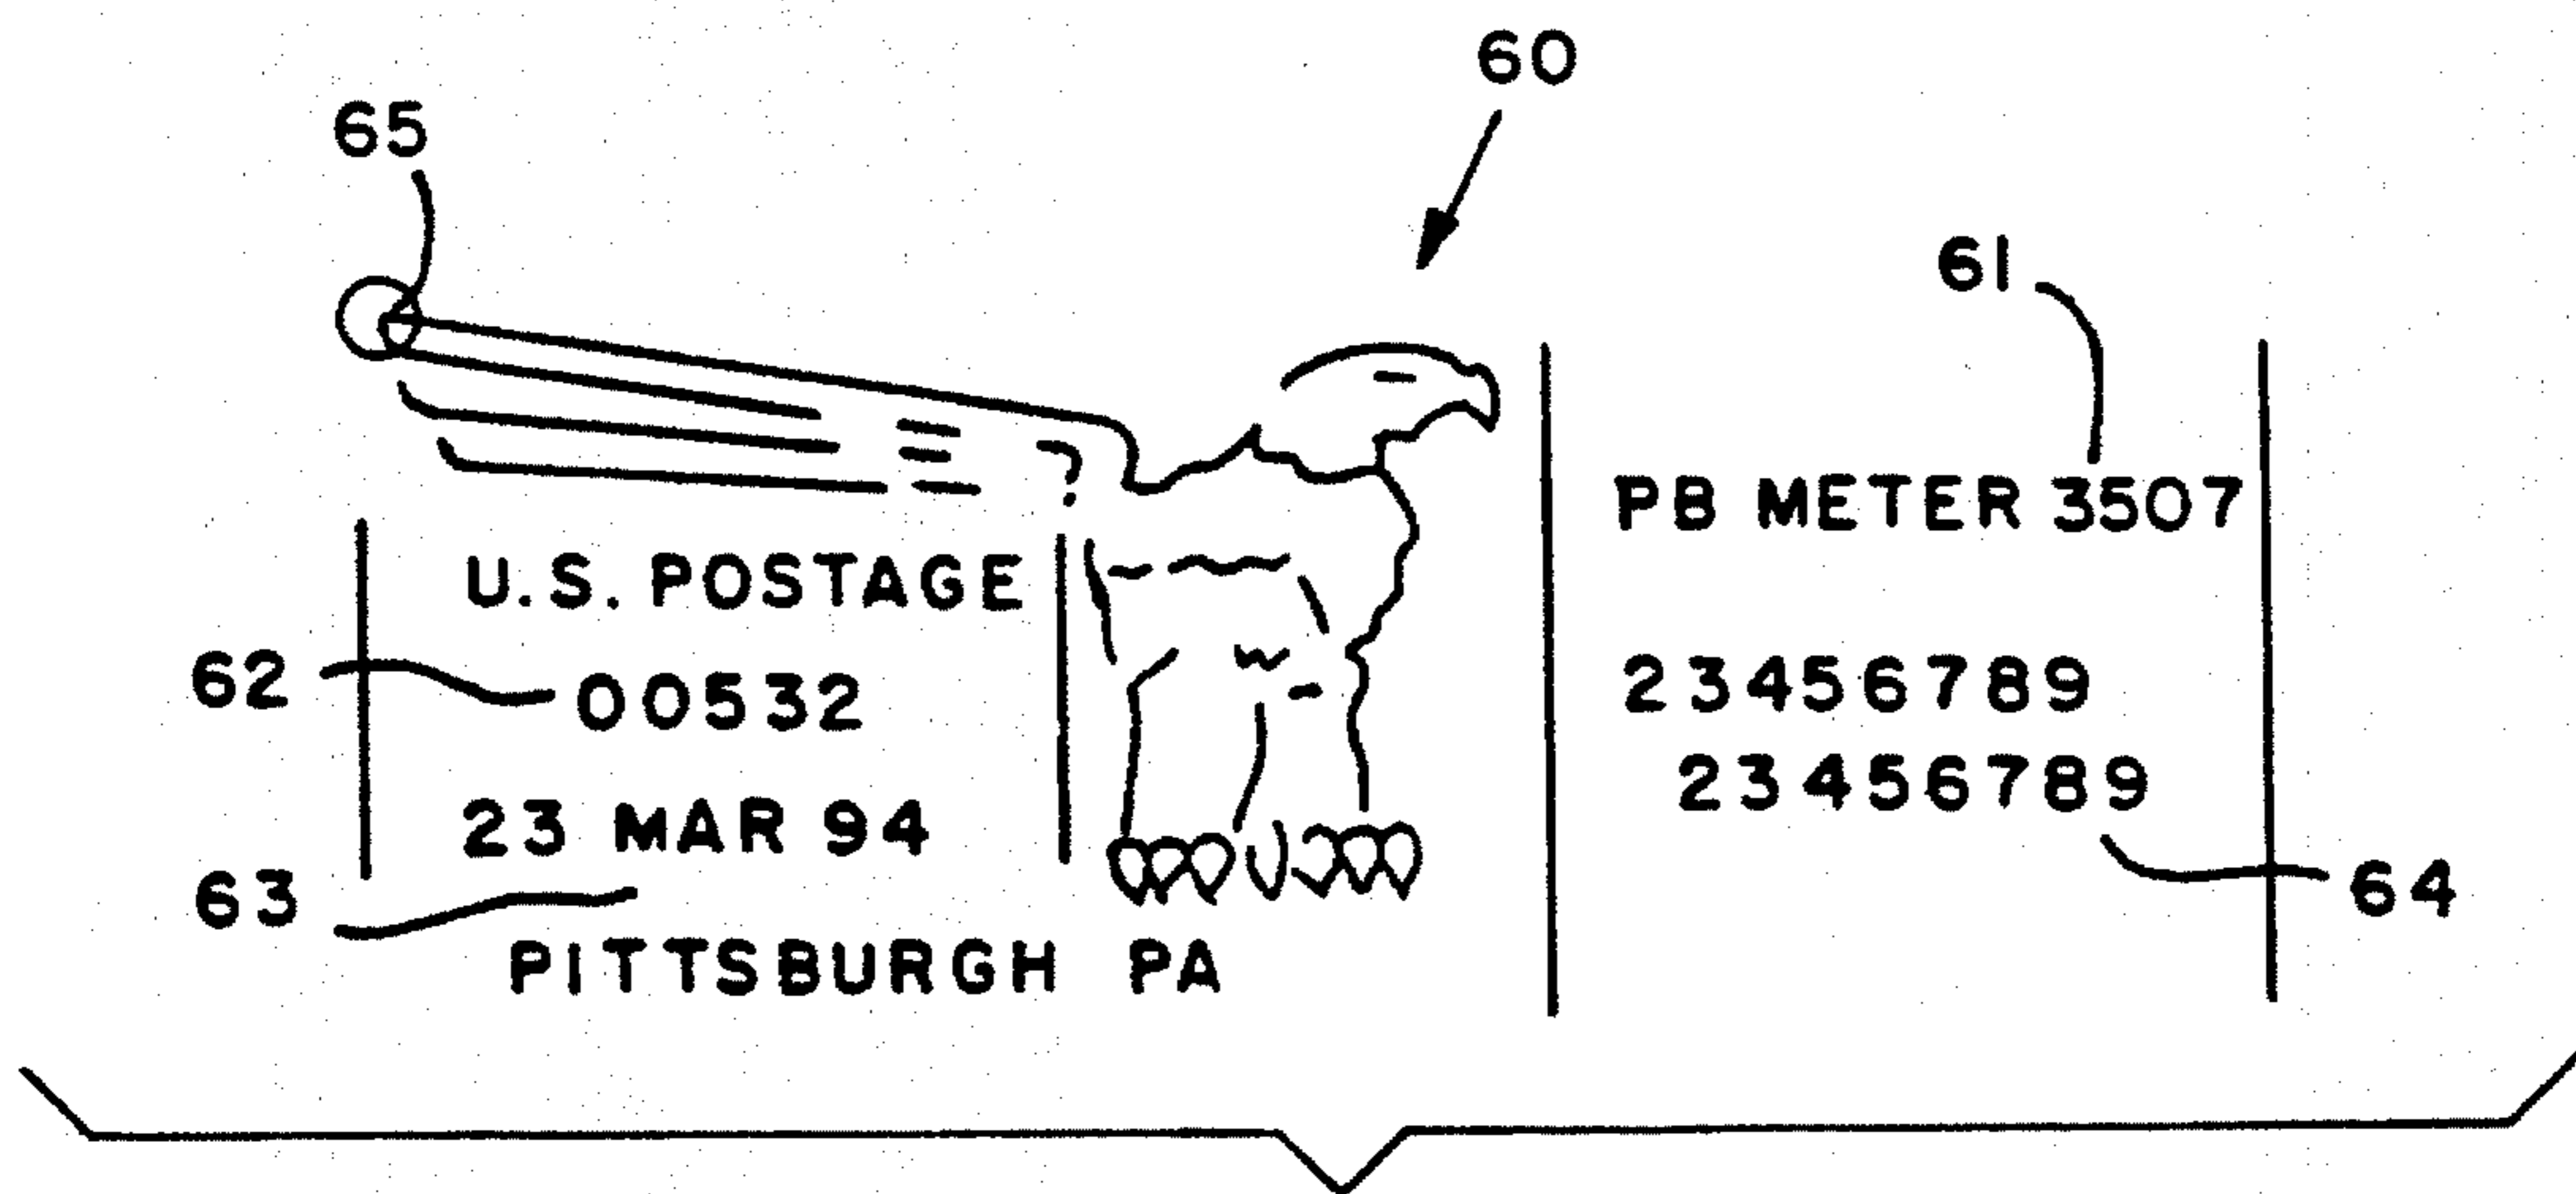 60
65
61
PB METER 3507
U.S. POSTAGE
62
00532
23456789
23 MAR 94
23456789
63
64
PITTSBURGH PA